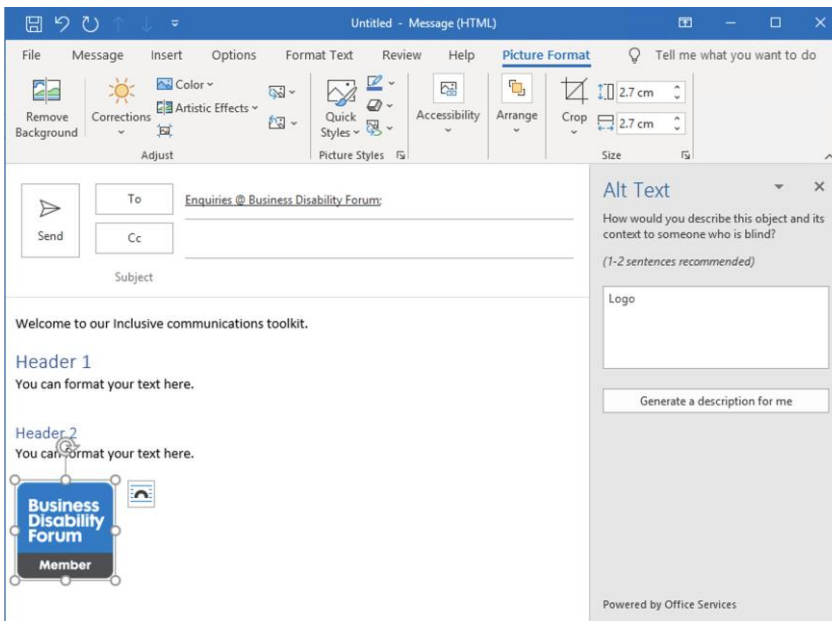 Untitled - Message (HTML)
File Message Insert Options Format Text Review Help Picture Format Tell me what you want to do
Remove Background
Corrections
Color
Artistic Effects
Adjust
Quick Styles
Picture Styles
Accessibility
Arrange
Crop
2.7 cm
2.7 cm
Size
Send
To
Enquiries @ Business Disability Forum;
Cc
Subject
Welcome to our Inclusive communications toolkit.
Header 1
You can format your text here.
Header 2
You can format your text here.
Business
Disability
Forum
Member
Alt Text
How would you describe this object and its
context to someone who is blind?
(1-2 sentences recommended)
Logo
Generate a description for me
Powered by Office Services